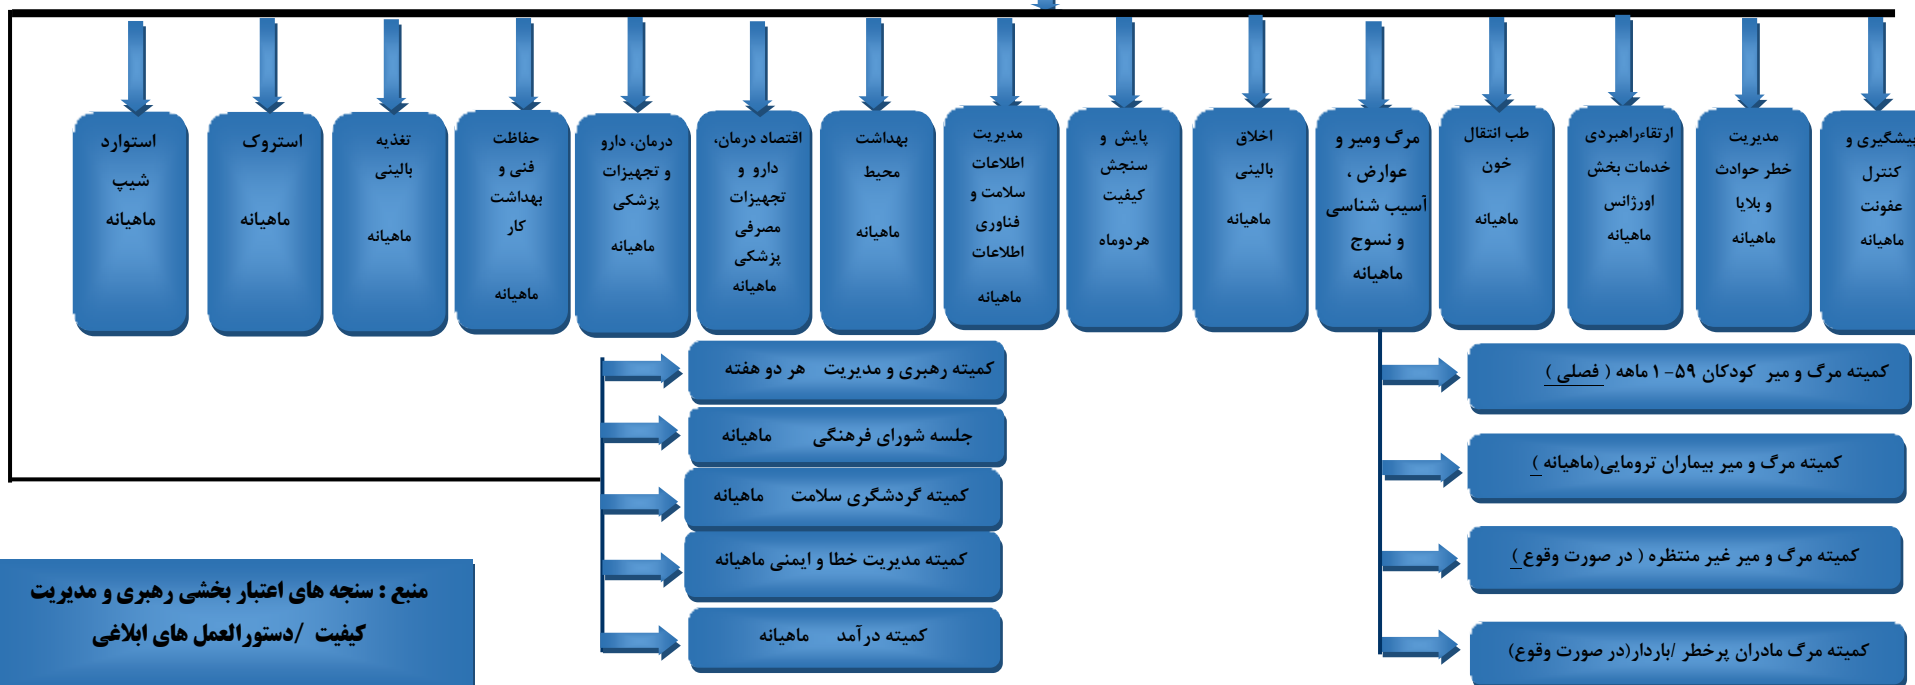 پیشگیری و
کنترل
عفونت
ماهیانه
مدیریت
خطر حوادث
و بلایا
ماهیانه
ارتقاءراهبردی
خدمات بخش
اورژانس
ماهیانه
طب انتقال
خون
ماهیانه
مرگ ومیر و
عوارض ،
آسیب شناسی
و نسوج
ماهیانه
اخلاق
بالینی
ماهیانه
پایش و
سنجش
کیفیت
هردوماه
مدیریت
اطلاعات
سلامت و
فناوری
اطلاعات
ماهیانه
بهداشت
محیط
ماهیانه
اقتصاد درمان،
دارو و
تجهیزات
مصرفی
پزشکی
ماهیانه
درمان، دارو
و تجهیزات
پزشکی
ماهیانه
حفاظت
فنی و
بهداشت
کار
ماهیانه
تغذیه
بالینی
ماهیانه
استروک
ماهیانه
استوارد
شیپ
ماهیانه
کمیته مرگ و میر کودکان ۵۹-۱ ماهه ( فصلی )
کمیته مرگ و میر بیماران ترومایی(ماهیانه )
کمیته مرگ و میر غیر منتظره ( در صورت وقوع )
کمیته مرگ مادران پرخطر /باردار(در صورت وقوع)
کمیته رهبری و مدیریت هر دو هفته
جلسه شورای فرهنگی ماهیانه
کمیته گردشگری سلامت ماهیانه
کمیته مدیریت خطا و ایمنی ماهیانه
کمیته درآمد ماهیانه
منبع : سنجه های اعتبار بخشی رهبری و مدیریت
کیفیت /دستورالعمل های ابلاغی